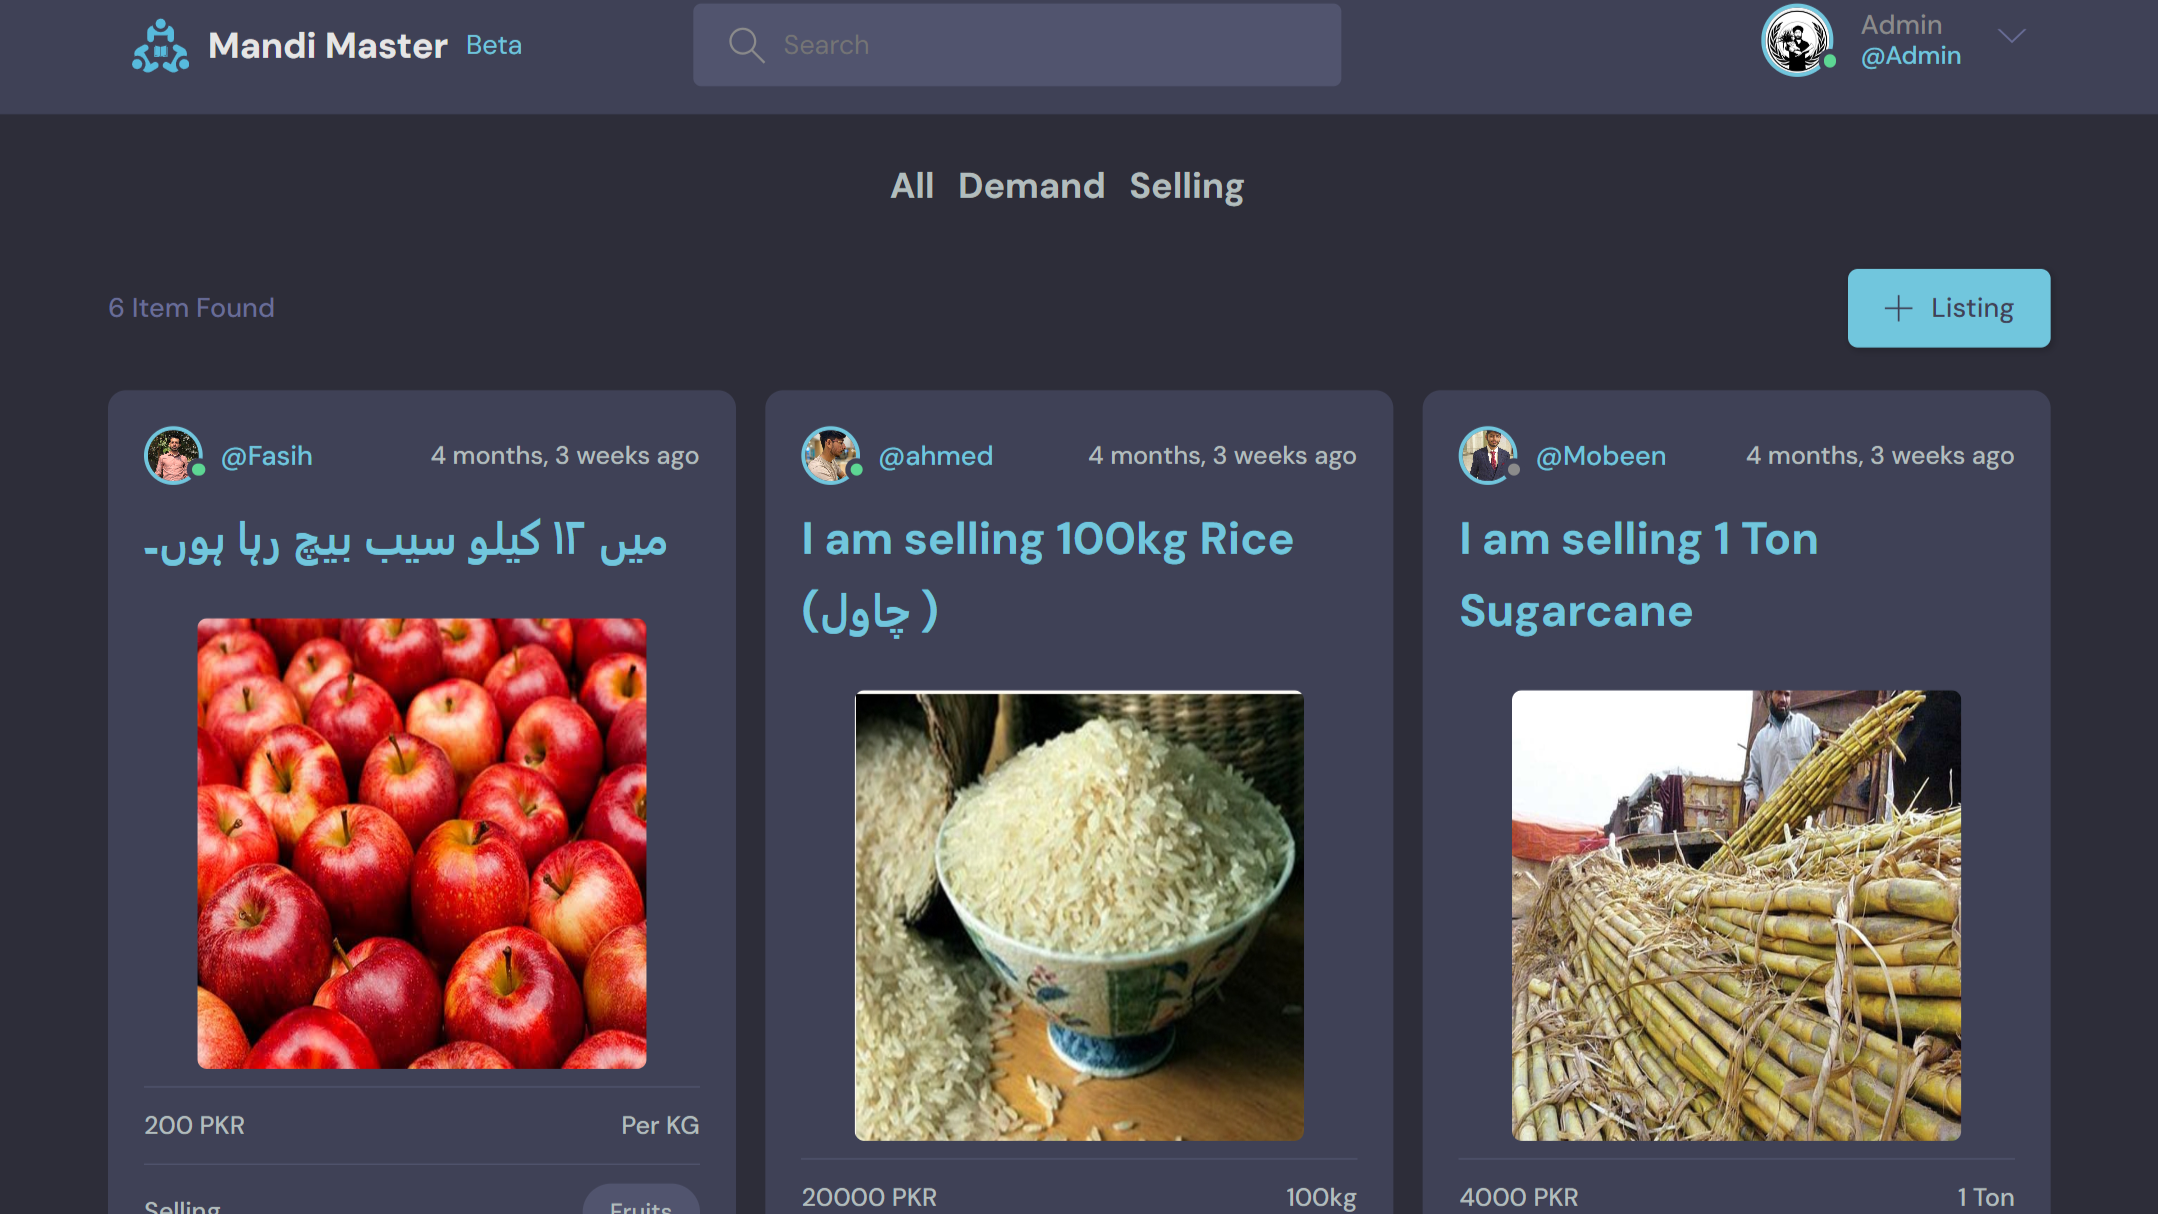 Mandi Master Beta
Search
Admin
@Admin
All Demand Selling
6 Item Found
+ Listing
@Fasih 4 months, 3 weeks ago
میں ۱۲ کیلو سیب بیچ رہا ہوں۔
200 PKR Per KG
Selling Fruits
@ahmed 4 months, 3 weeks ago
I am selling 100kg Rice
(چاول )
20000 PKR 100kg
@Mobeen 4 months, 3 weeks ago
I am selling 1 Ton
Sugarcane
4000 PKR 1 Ton